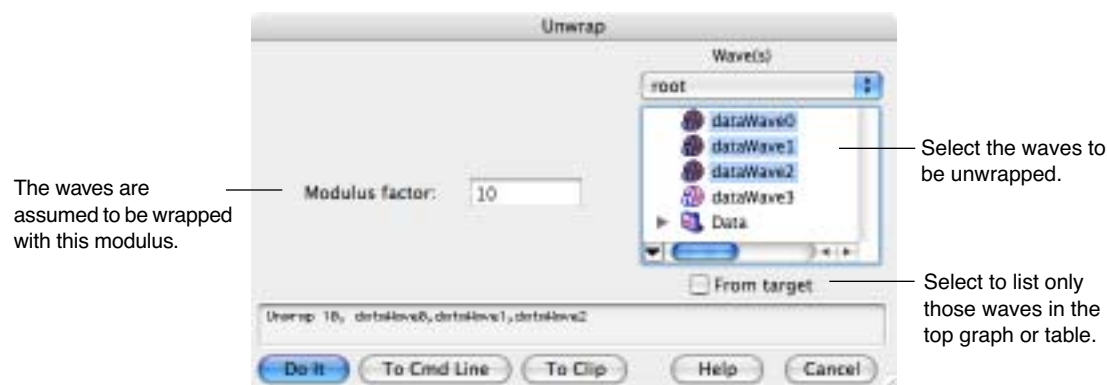 Unwrap
Wave(s)
root
dataWave0
dataWave1
dataWave2
dataWave3
Data
Select the waves to
be unwrapped.
The waves are
assumed to be wrapped
with this modulus.
Modulus factor: 10
From target
Select to list only
those waves in the
top graph or table.
Unwrap 10, dataWave0,dataWave1,dataWave2
Do It To Cmd Line To Clip Help Cancel